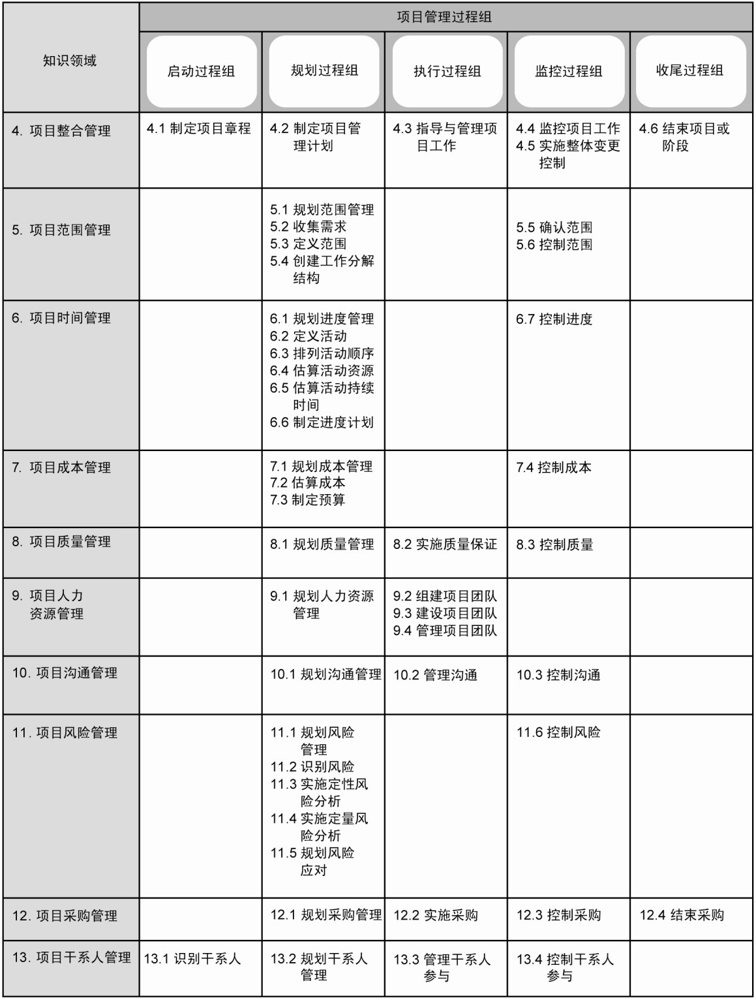 项目管理过程组
知识领域
启动过程组
规划过程组
执行过程组
监控过程组
收尾过程组
4. 项目整合管理
4.1 制定项目章程
4.2 制定项目管
理计划
4.3 指导与管理项
目工作
4.4 监控项目工作
4.5 实施整体变更
控制
4.6 结束项目或
阶段
5. 项目范围管理
5.1 规划范围管理
5.2 收集需求
5.3 定义范围
5.4 创建工作分解
结构
5.5 确认范围
5.6 控制范围
6. 项目时间管理
6.1 规划进度管理
6.2 定义活动
6.3 排列活动顺序
6.4 估算活动资源
6.5 估算活动持续
时间
6.6 制定进度计划
6.7 控制进度
7. 项目成本管理
7.1 规划成本管理
7.2 估算成本
7.3 制定预算
7.4 控制成本
8. 项目质量管理
8.1 规划质量管理
8.2 实施质量保证
8.3 控制质量
9. 项目人力
资源管理
9.1 规划人力资源
管理
9.2 组建项目团队
9.3 建设项目团队
9.4 管理项目团队
10. 项目沟通管理
10.1 规划沟通管理
10.2 管理沟通
10.3 控制沟通
11. 项目风险管理
11.1 规划风险
管理
11.2 识别风险
11.3 实施定性风
险分析
11.4 实施定量风
险分析
11.5 规划风险
应对
11.6 控制风险
12. 项目采购管理
12.1 规划采购管理
12.2 实施采购
12.3 控制采购
12.4 结束采购
13. 项目干系人管理
13.1 识别干系人
13.2 规划干系人
管理
13.3 管理干系人
参与
13.4 控制干系人
参与